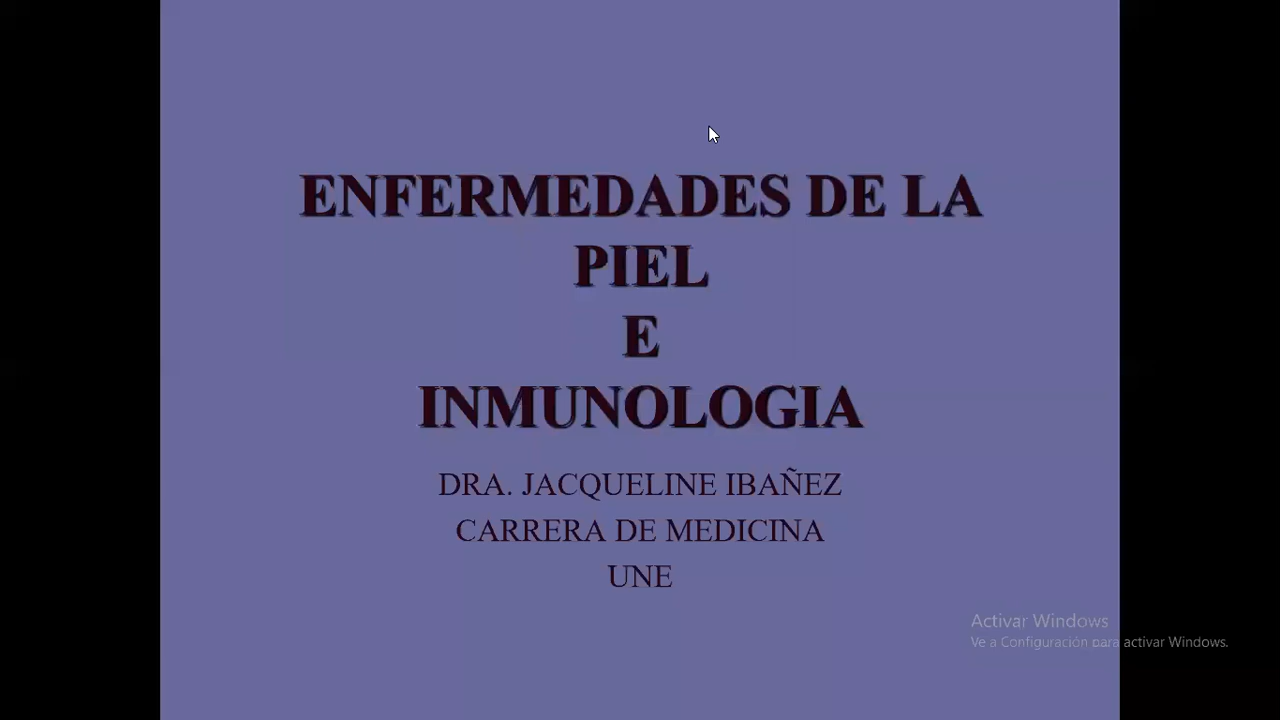 ENFERMEDADES DE LA
PIEL
E
INMUNOLOGIA
DRA. JACQUELINE IBAÑEZ
CARRERA DE MEDICINA
UNE
Activar Windows
Ve a Configuración para activar Windows.